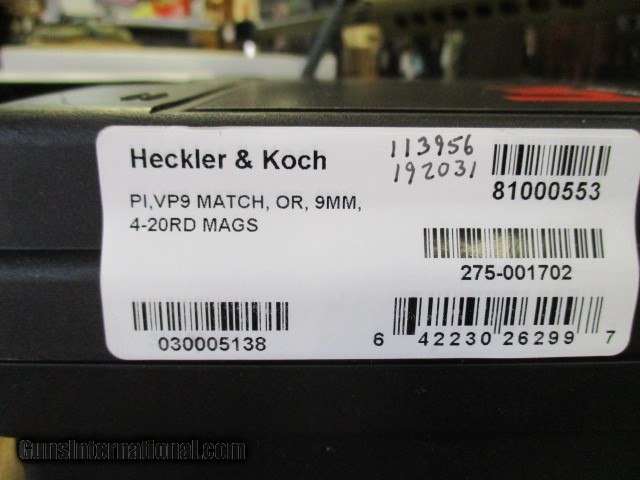 Heckler & Koch
113956
192031
81000553
PI,VP9 MATCH, OR, 9MM,
4-20RD MAGS
275-001702
030005138
6 42230 26299 7
GunsInternational.com